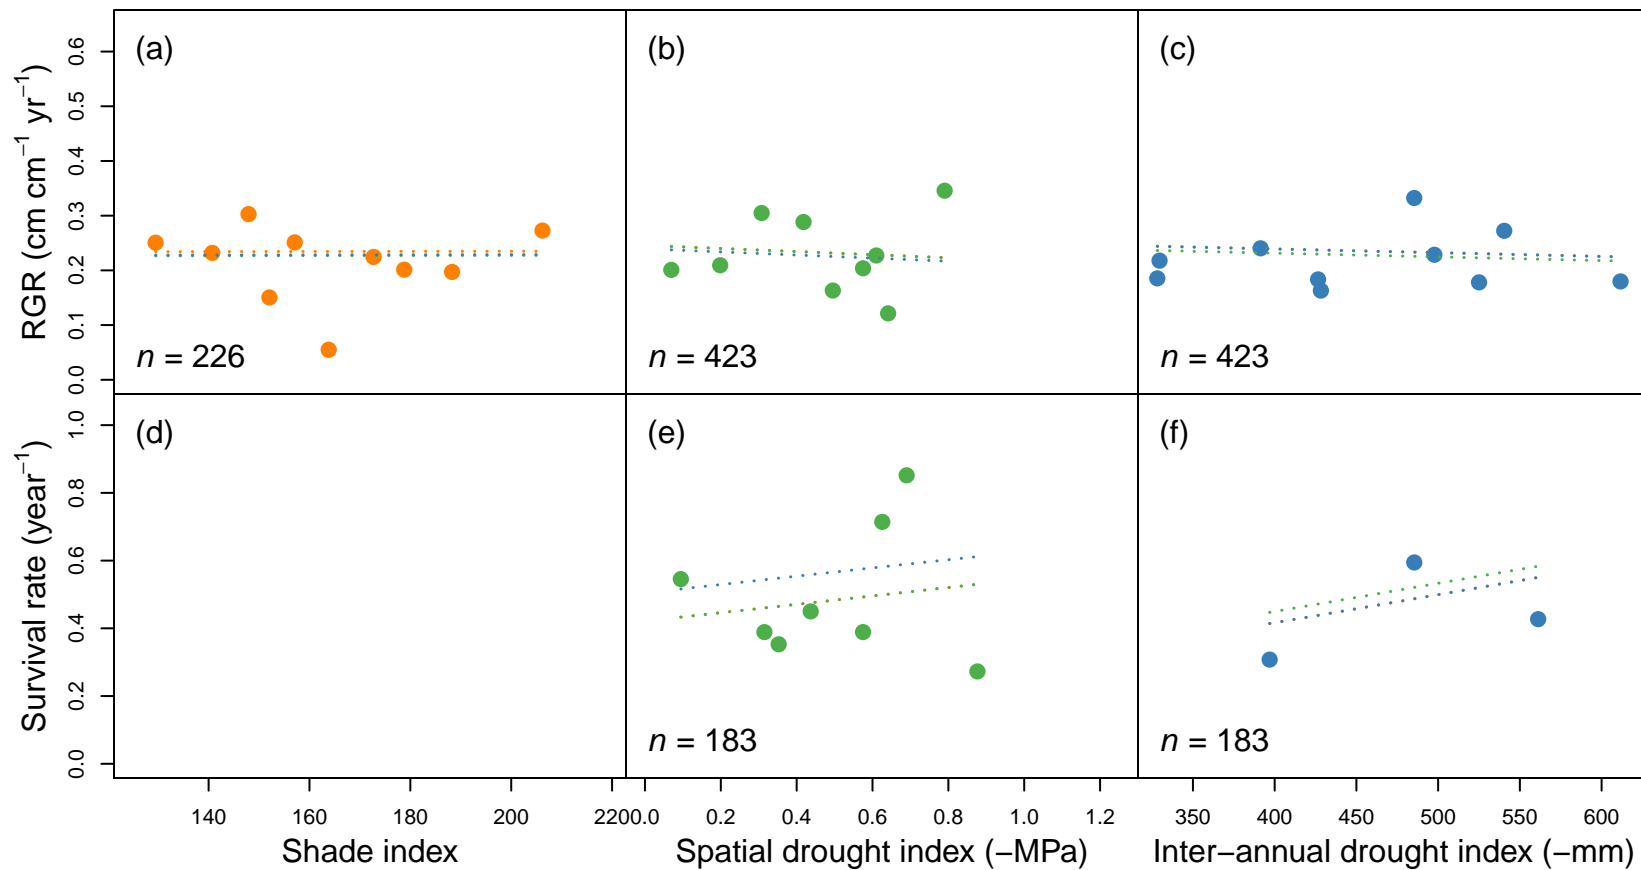 (a)
(b)
(c)
RGR (cm cm⁻¹ yr⁻¹)
0.0 0.1 0.2 0.3 0.4 0.5 0.6
n = 226
n = 423
n = 423
(d)
(e)
(f)
Survival rate (year⁻¹)
0.0 0.2 0.4 0.6 0.8 1.0
n = 183
n = 183
140 160 180 200 220
0.0 0.2 0.4 0.6 0.8 1.0 1.2
350 400 450 500 550 600
Shade index
Spatial drought index (−MPa)
Inter−annual drought index (−mm)